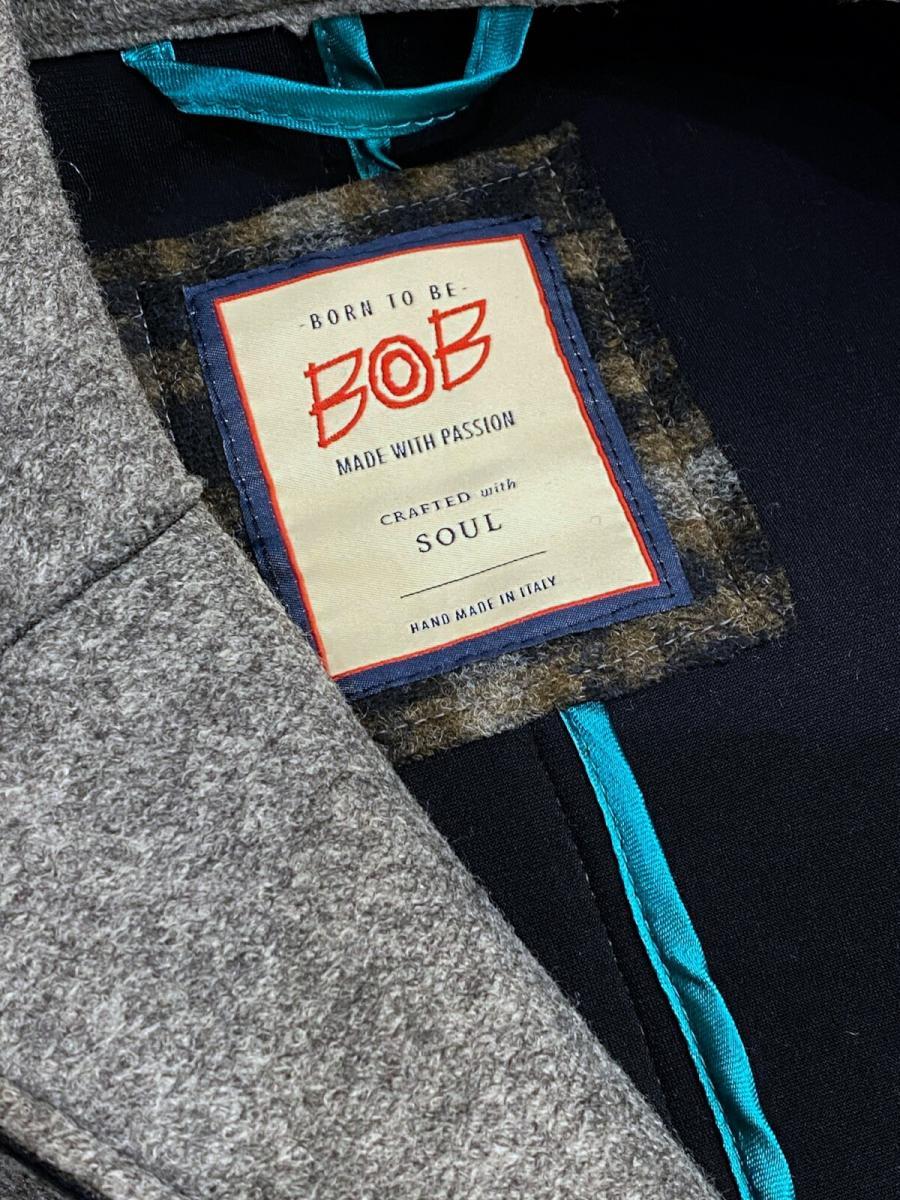 -BORN TO BE-
BOB
MADE WITH PASSION
CRAFTED with
SOUL
HAND MADE IN ITALY